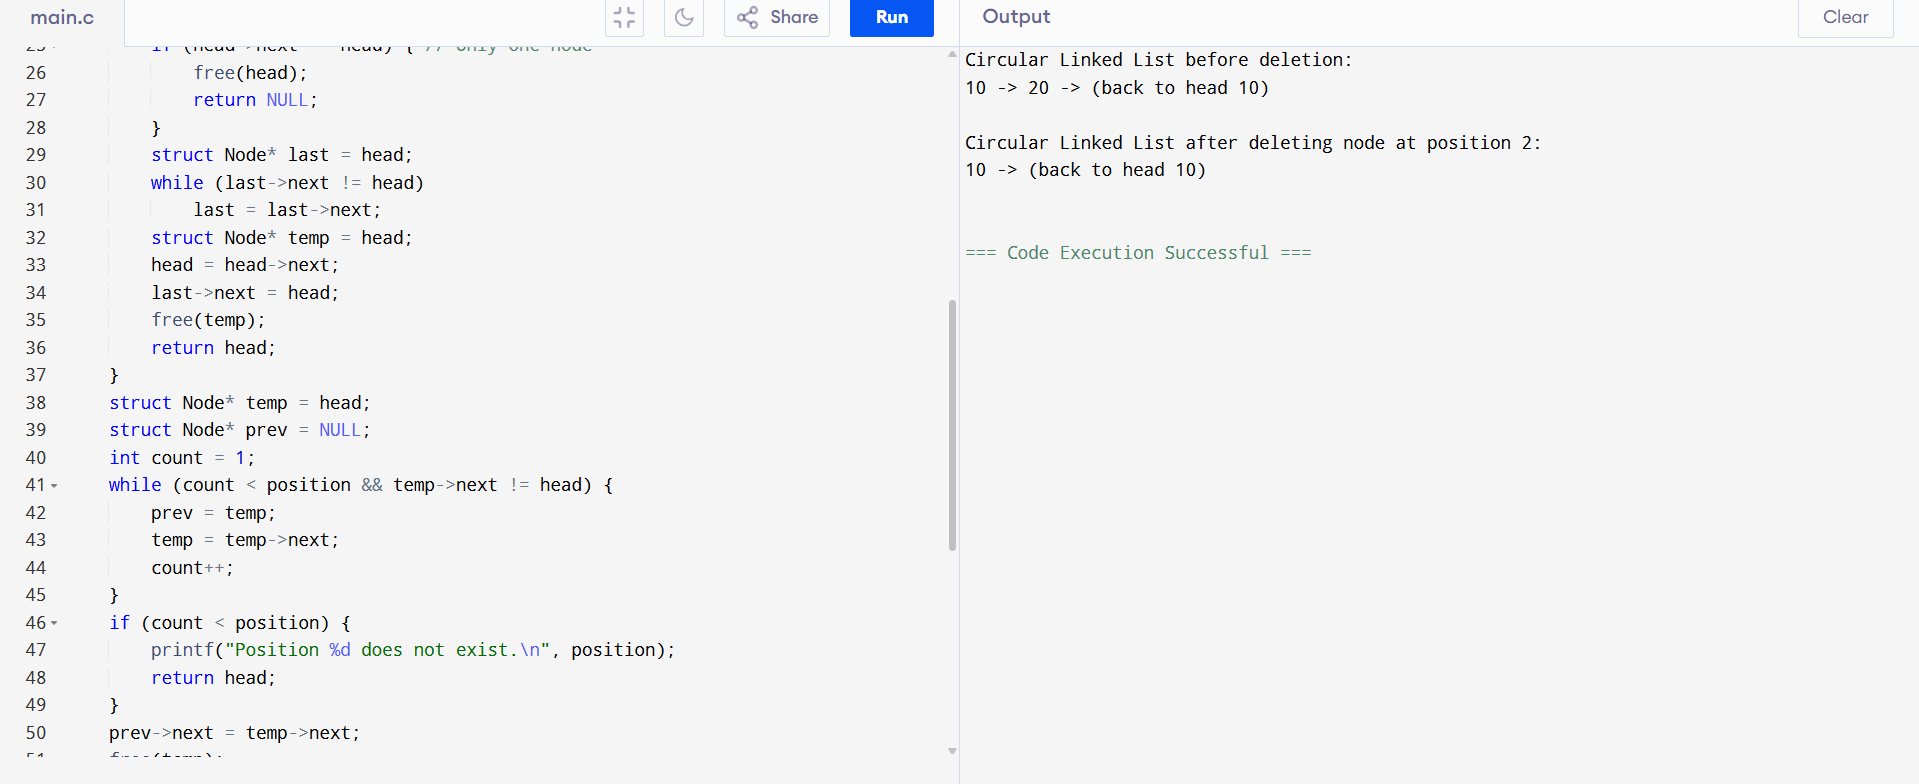 main.c
Share
Run
Output
Clear
26 free(head);
27 return NULL;
28 }
29 struct Node* last = head;
30 while (last->next != head)
31 last = last->next;
32 struct Node* temp = head;
33 head = head->next;
34 last->next = head;
35 free(temp);
36 return head;
37 }
38 struct Node* temp = head;
39 struct Node* prev = NULL;
40 int count = 1;
41 while (count < position && temp->next != head) {
42 prev = temp;
43 temp = temp->next;
44 count++;
45 }
46 if (count < position) {
47 printf("Position %d does not exist.\n", position);
48 return head;
49 }
50 prev->next = temp->next;
Circular Linked List before deletion:
10 -> 20 -> (back to head 10)
Circular Linked List after deleting node at position 2:
10 -> (back to head 10)
=== Code Execution Successful ===